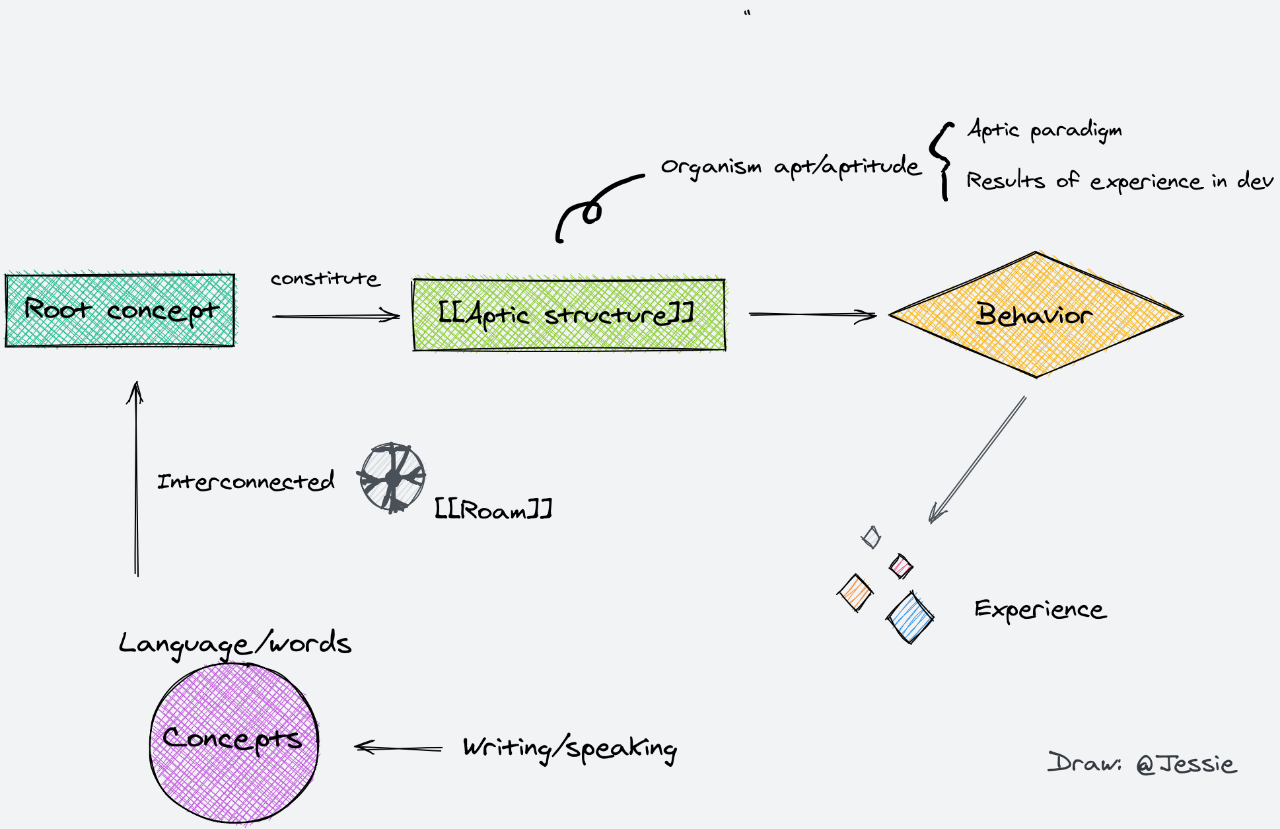 “
Aptic paradigm
Organism apt/aptitude
Results of experience in dev
constitute
Root concept
[[Aptic structure]]
Behavior
Interconnected
[[Roam]]
Experience
Language/words
Concepts
Writing/speaking
Draw: @Jessie